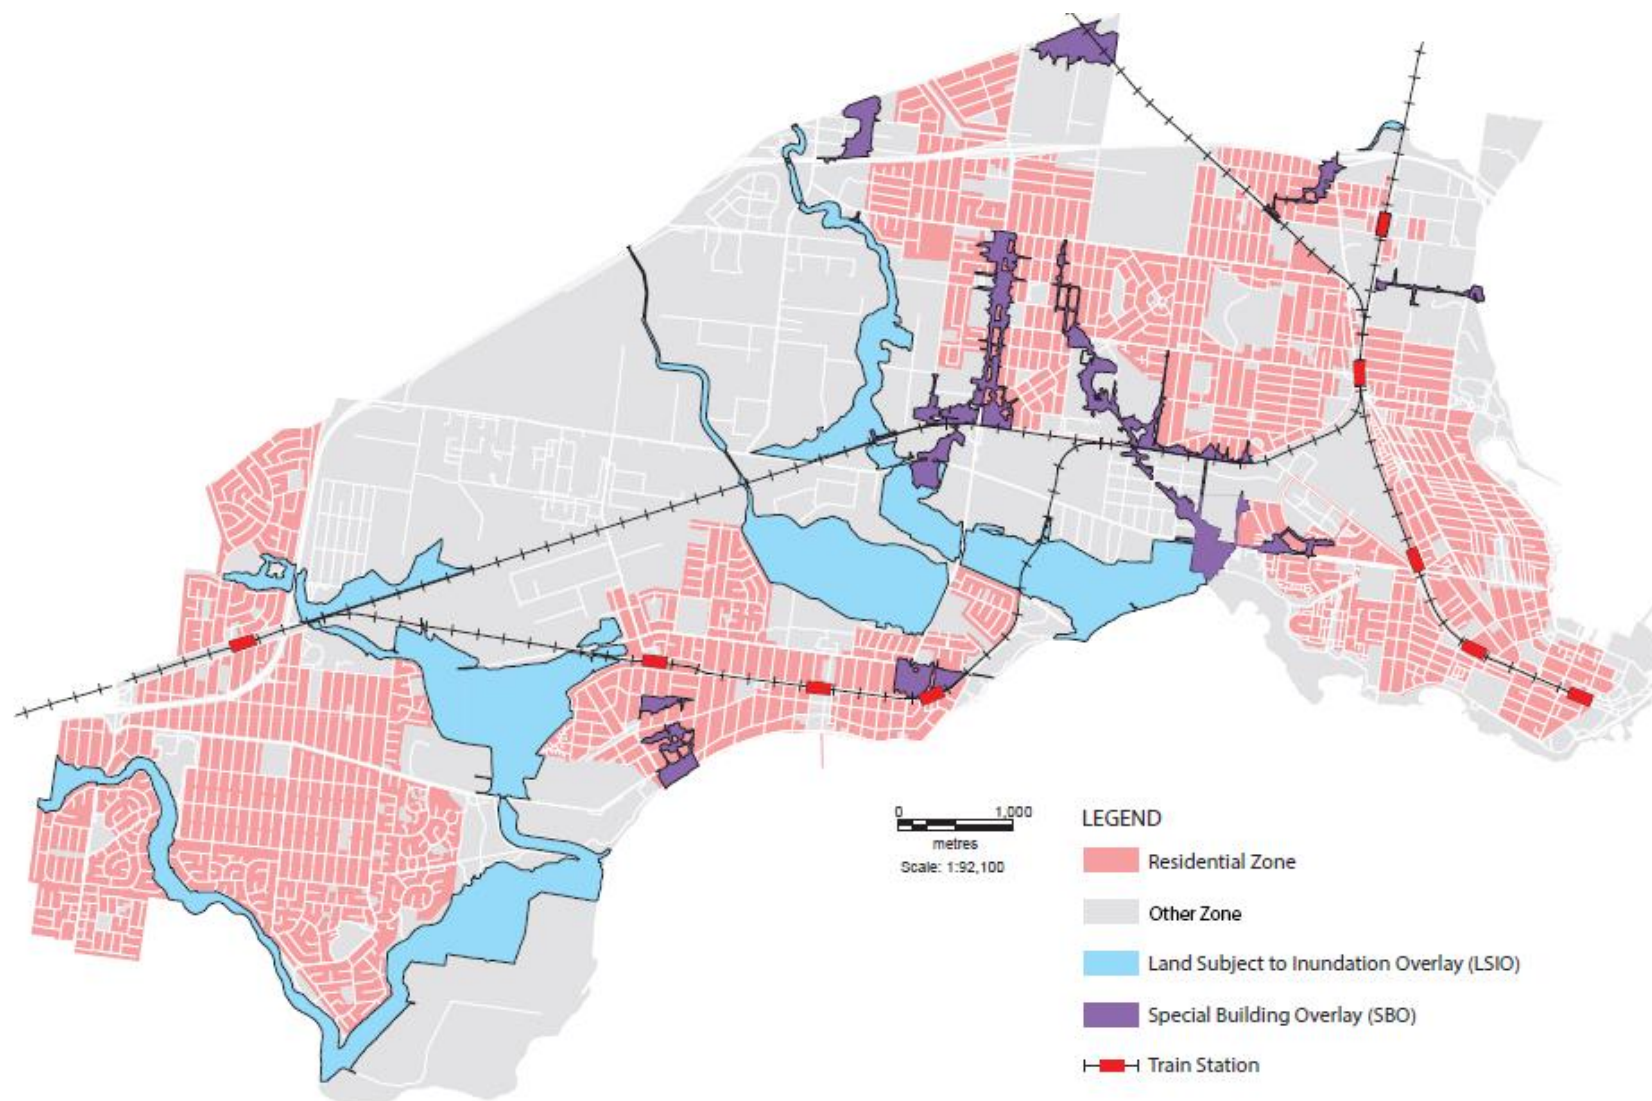 0 1,000
metres
Scale: 1:92,100
LEGEND
Residential Zone
Other Zone
Land Subject to Inundation Overlay (LSIO)
Special Building Overlay (SBO)
Train Station